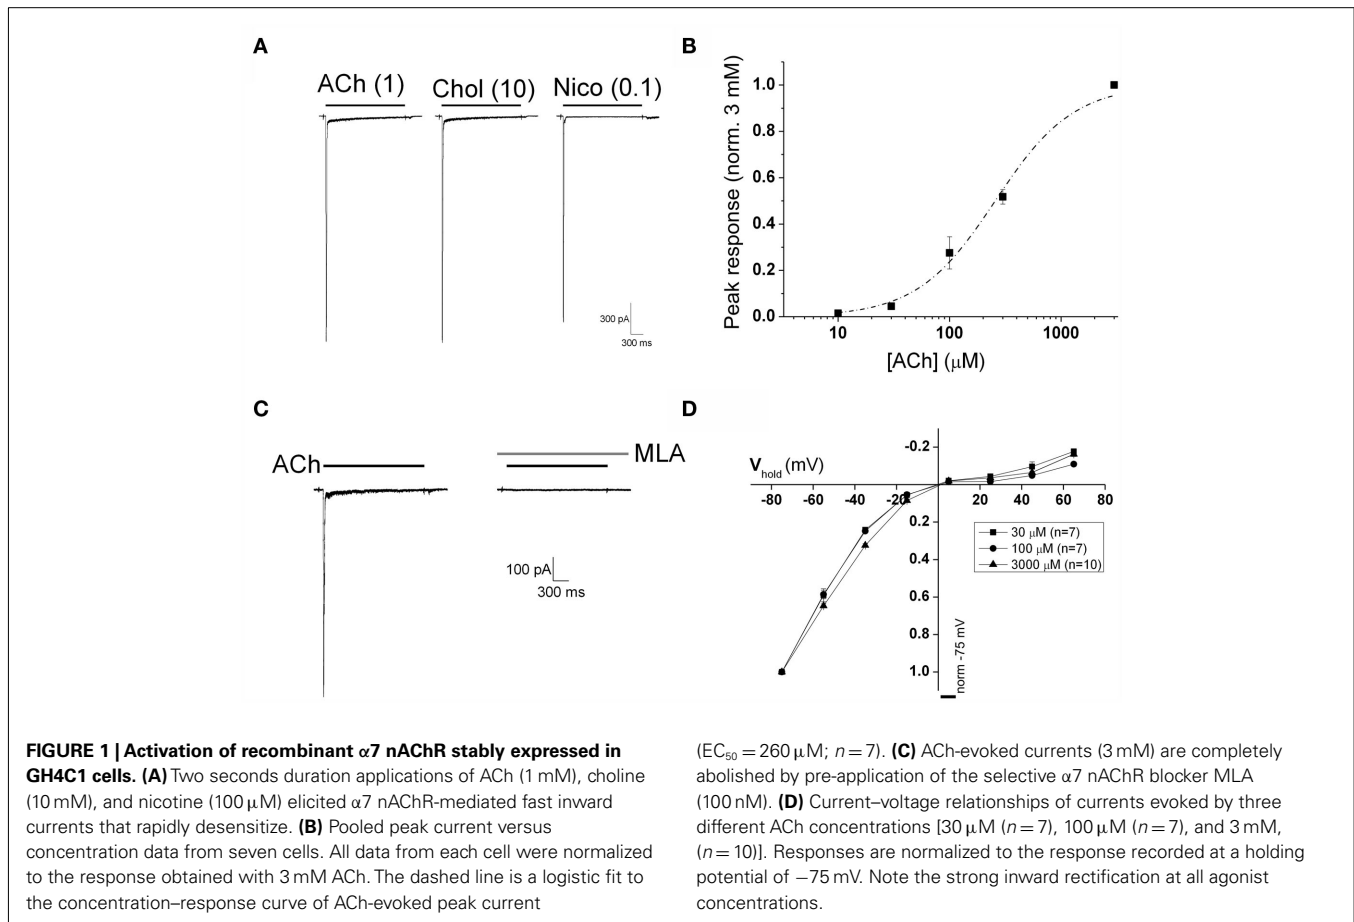 A
ACh (1)
Chol (10)
Nico (0.1)
300 pA
300 ms
B
Peak response (norm. 3 mM)
1.0
0.8
0.6
0.4
0.2
0.0
10
100
1000
[ACh] (μM)
C
ACh
MLA
100 pA
300 ms
D
V_hold (mV)
-80
-60
-40
-20
20
40
60
80
-0.2
0.2
0.4
0.6
0.8
1.0
30 μM (n=7)
100 μM (n=7)
3000 μM (n=10)
norm -75 mV
FIGURE 1 | Activation of recombinant α7 nAChR stably expressed in
GH4C1 cells. (A) Two seconds duration applications of ACh (1 mM), choline
(10 mM), and nicotine (100 μM) elicited α7 nAChR-mediated fast inward
currents that rapidly desensitize. (B) Pooled peak current versus
concentration data from seven cells. All data from each cell were normalized
to the response obtained with 3 mM ACh. The dashed line is a logistic fit to
the concentration–response curve of ACh-evoked peak current
(EC50 = 260 μM; n = 7). (C) ACh-evoked currents (3 mM) are completely
abolished by pre-application of the selective α7 nAChR blocker MLA
(100 nM). (D) Current–voltage relationships of currents evoked by three
different ACh concentrations [30 μM (n = 7), 100 μM (n = 7), and 3 mM,
(n = 10)]. Responses are normalized to the response recorded at a holding
potential of −75 mV. Note the strong inward rectification at all agonist
concentrations.